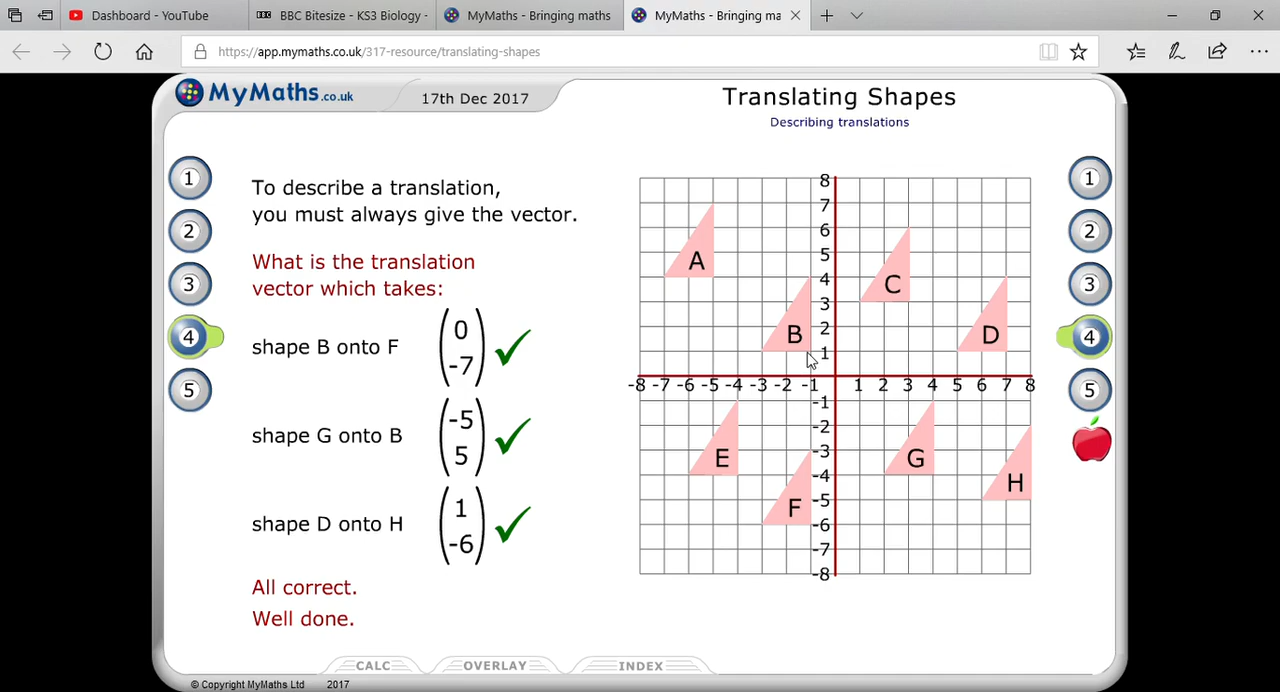 Dashboard - YouTube
BBC Bitesize - KS3 Biology -
MyMaths - Bringing maths
MyMaths - Bringing ma
https://app.mymaths.co.uk/317-resource/translating-shapes
MyMaths.co.uk
17th Dec 2017
Translating Shapes
Describing translations
1
2
3
4
5
To describe a translation,
you must always give the vector.
What is the translation
vector which takes:
shape B onto F
0
-7
shape G onto B
-5
5
shape D onto H
1
-6
All correct.
Well done.
8
7
6
5
4
3
2
1
-8 -7 -6 -5 -4 -3 -2 -1 1 2 3 4 5 6 7 8
-1
-2
-3
-4
-5
-6
-7
-8
A
C
B
D
E
G
H
F
1
2
3
4
5
CALC
OVERLAY
INDEX
© Copyright MyMaths Ltd 2017